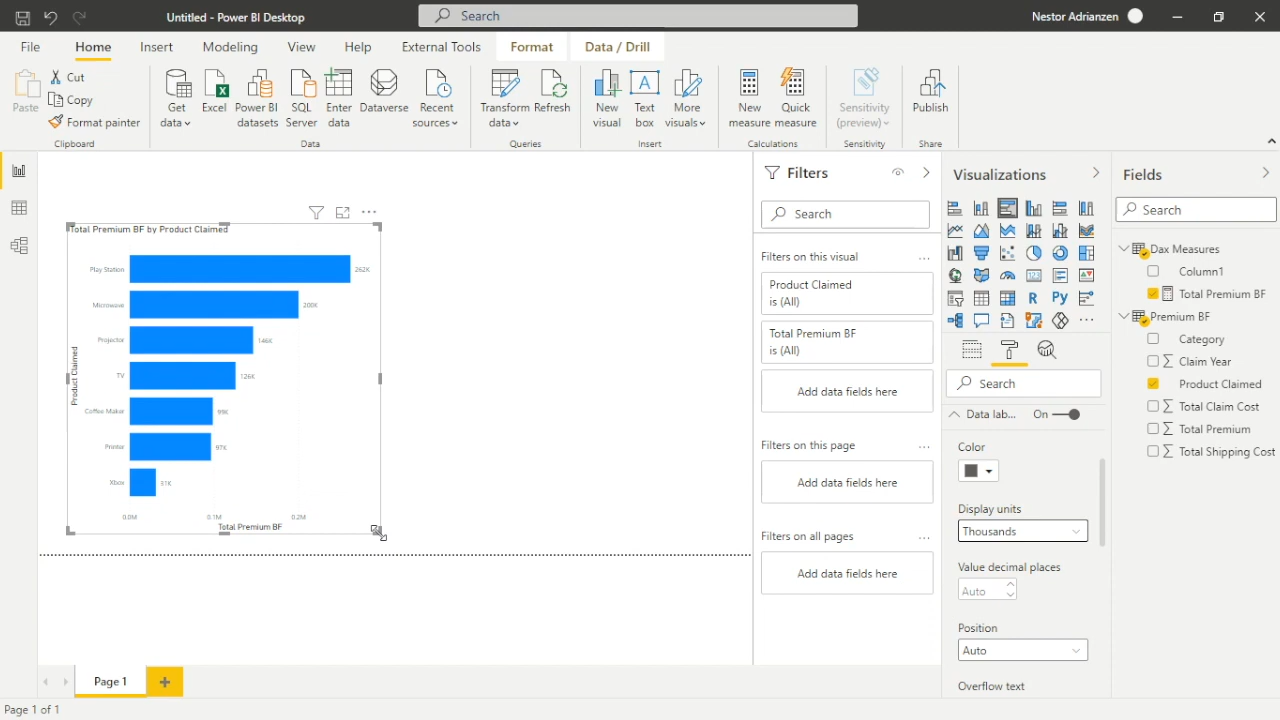 Untitled - Power BI Desktop
Search
Nestor Adrianzen
File
Home
Insert
Modeling
View
Help
External Tools
Format
Data / Drill
Paste
Cut
Copy
Format painter
Clipboard
Get
data
Excel
Power BI
datasets
SQL
Server
Enter
data
Dataverse
Recent
sources
Data
Transform
data
Refresh
Queries
New
visual
Text
box
More
visuals
Insert
New
measure
Quick
measure
Calculations
Sensitivity
(preview)
Sensitivity
Publish
Share
Total Premium BF by Product Claimed
Product Claimed
Play Station
262K
Microwave
200K
Projector
146K
TV
126K
Coffee Maker
99K
Printer
97K
Xbox
31K
0.0M
0.1M
0.2M
Total Premium BF
Filters
Search
Filters on this visual
...
Product Claimed
is (All)
Total Premium BF
is (All)
Add data fields here
Filters on this page
...
Add data fields here
Filters on all pages
...
Add data fields here
Visualizations
R
Py
...
Search
Data lab...
On
Color
Display units
Thousands
Value decimal places
Auto
Position
Auto
Overflow text
Fields
Search
Dax Measures
Column1
Total Premium BF
Premium BF
Category
Claim Year
Product Claimed
Total Claim Cost
Total Premium
Total Shipping Cost
Page 1
Page 1 of 1